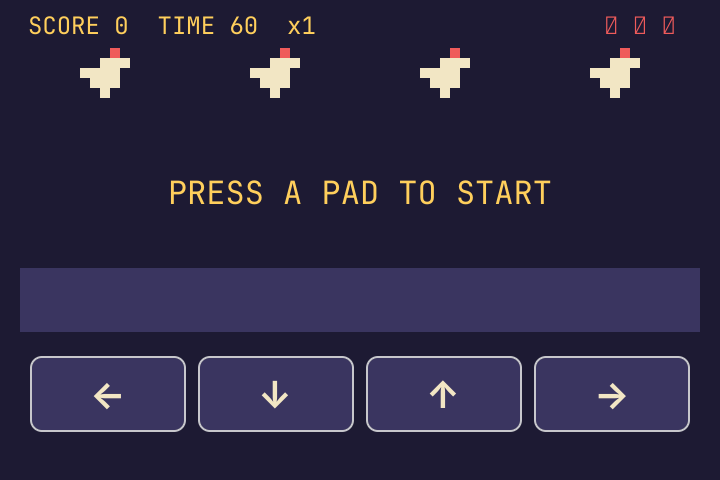 SCORE 0  TIME 60  x1
PRESS A PAD TO START
← ↓ ↑ →